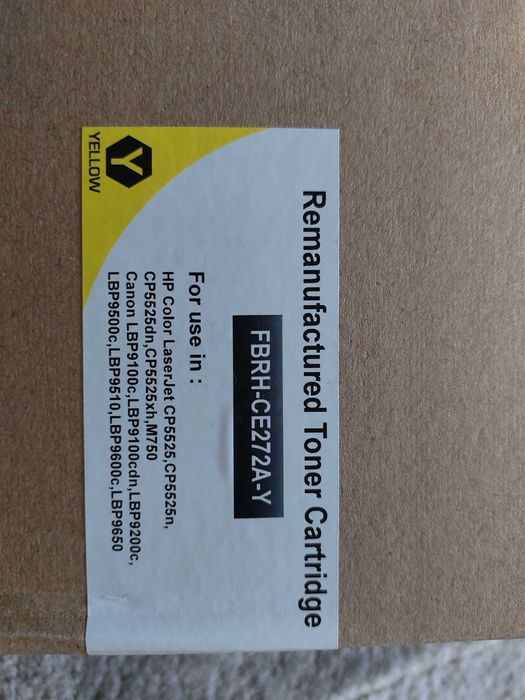 Remanufactured Toner Cartridge
FBRH-CE272A-Y
For use in :
HP Color LaserJet CP5525,CP5525n,
CP5525dn,CP5525xh,M750
Canon LBP9100c,LBP9100cdn,LBP9200c,
LBP9500c,LBP9510,LBP9600c,LBP9650
Y
YELLOW